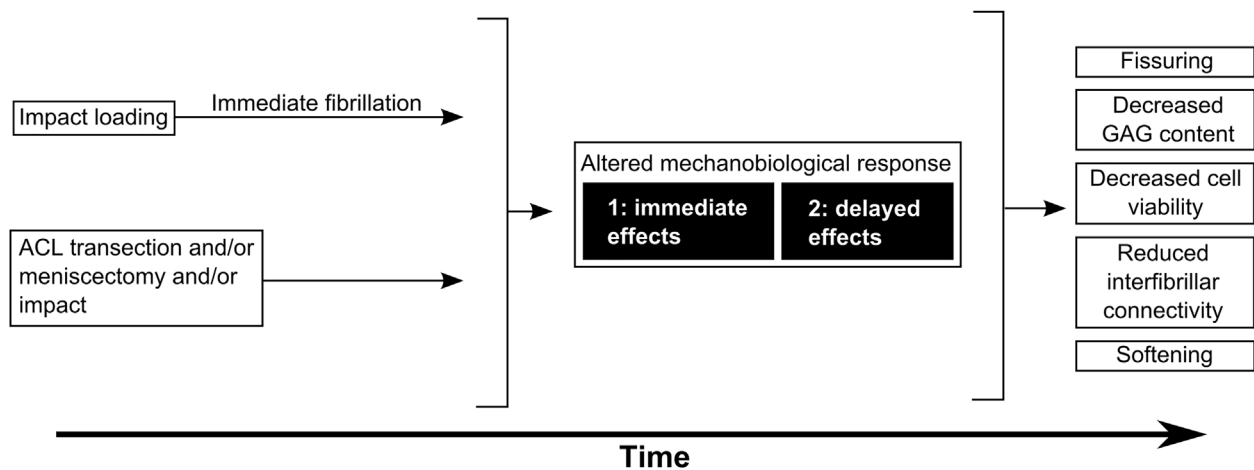 Impact loading
Immediate fibrillation
ACL transection and/or
meniscectomy and/or
impact
Altered mechanobiological response
1: immediate
effects
2: delayed
effects
Fissuring
Decreased
GAG content
Decreased cell
viability
Reduced
interfibrillar
connectivity
Softening
Time